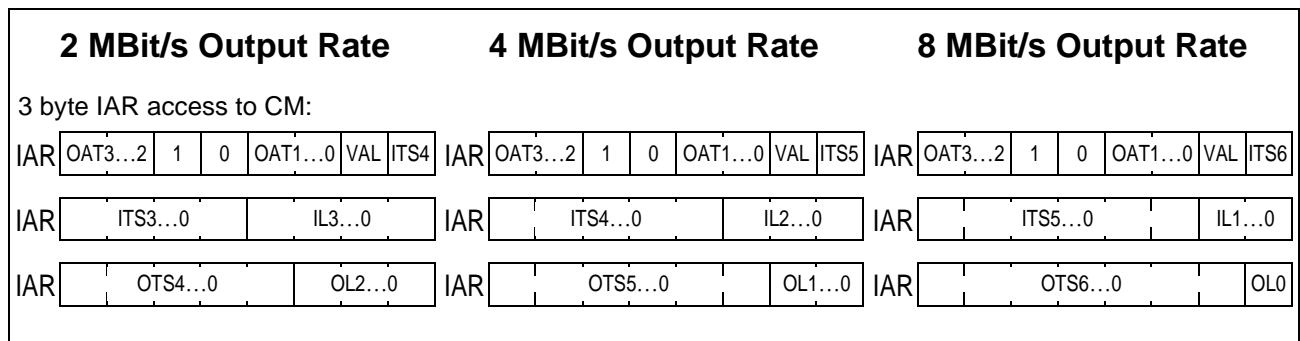 2 MBit/s Output Rate 4 MBit/s Output Rate 8 MBit/s Output Rate
3 byte IAR access to CM:
IAR OAT3...2 1 0 OAT1...0 VAL ITS4 IAR OAT3...2 1 0 OAT1...0 VAL ITS5 IAR OAT3...2 1 0 OAT1...0 VAL ITS6
IAR ITS3...0 IL3...0 IAR ITS4...0 IL2...0 IAR ITS5...0 IL1...0
IAR OTS4...0 OL2...0 IAR OTS5...0 OL1...0 IAR OTS6...0 OL0